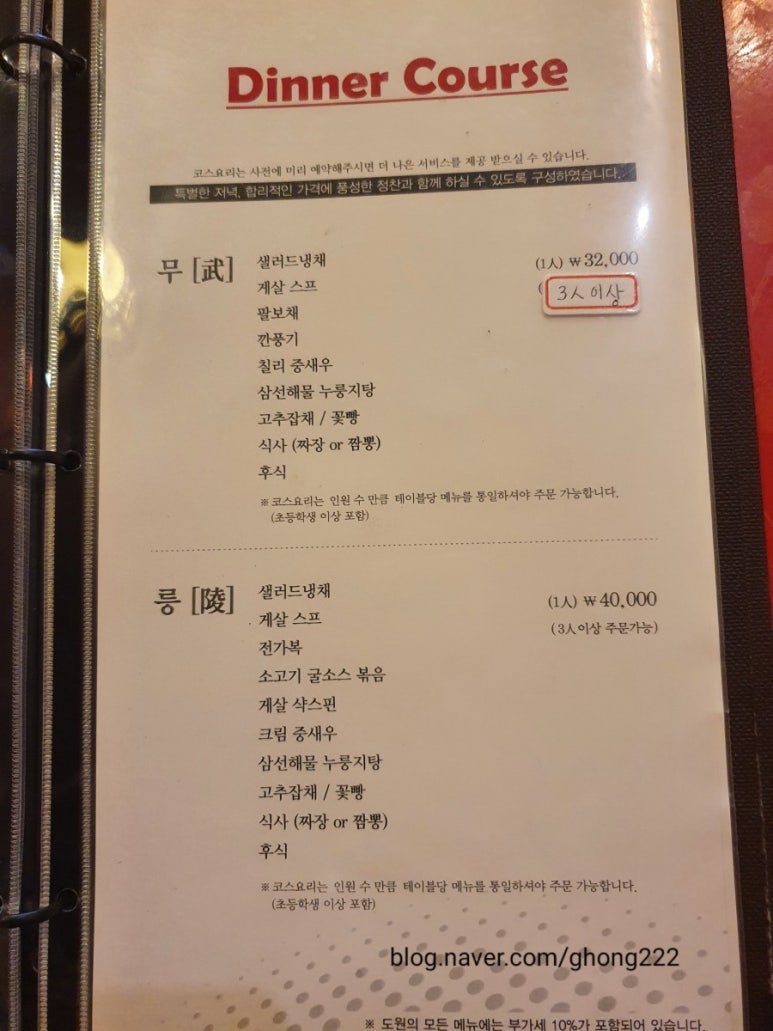 Dinner Course
코스요리는 사전에 미리 예약해주시면 더 나은 서비스를 제공 받으실 수 있습니다.
특별한 저녁, 합리적인 가격에 풍성한 정찬과 함께 하실 수 있도록 구성하였습니다.
무 [武]
샐러드냉채
(1人) ₩32,000
게살 스프
( 3人이상
팔보채
깐풍기
칠리 중새우
삼선해물 누룽지탕
고추잡채 / 꽃빵
식사 (짜장 or 짬뽕)
후식
※ 코스요리는 인원 수 만큼 테이블당 메뉴를 통일하셔야 주문 가능합니다.
(초등학생 이상 포함)
릉 [陵]
샐러드냉채
(1人) ₩40,000
게살 스프
(3人이상 주문가능)
전가복
소고기 굴소스 볶음
게살 샥스핀
크림 중새우
삼선해물 누룽지탕
고추잡채 / 꽃빵
식사 (짜장 or 짬뽕)
후식
※ 코스요리는 인원 수 만큼 테이블당 메뉴를 통일하셔야 주문 가능합니다.
(초등학생 이상 포함)
blog.naver.com/ghong222
※ 도원의 모든 메뉴에는 부가세 10%가 포함되어 있습니다.